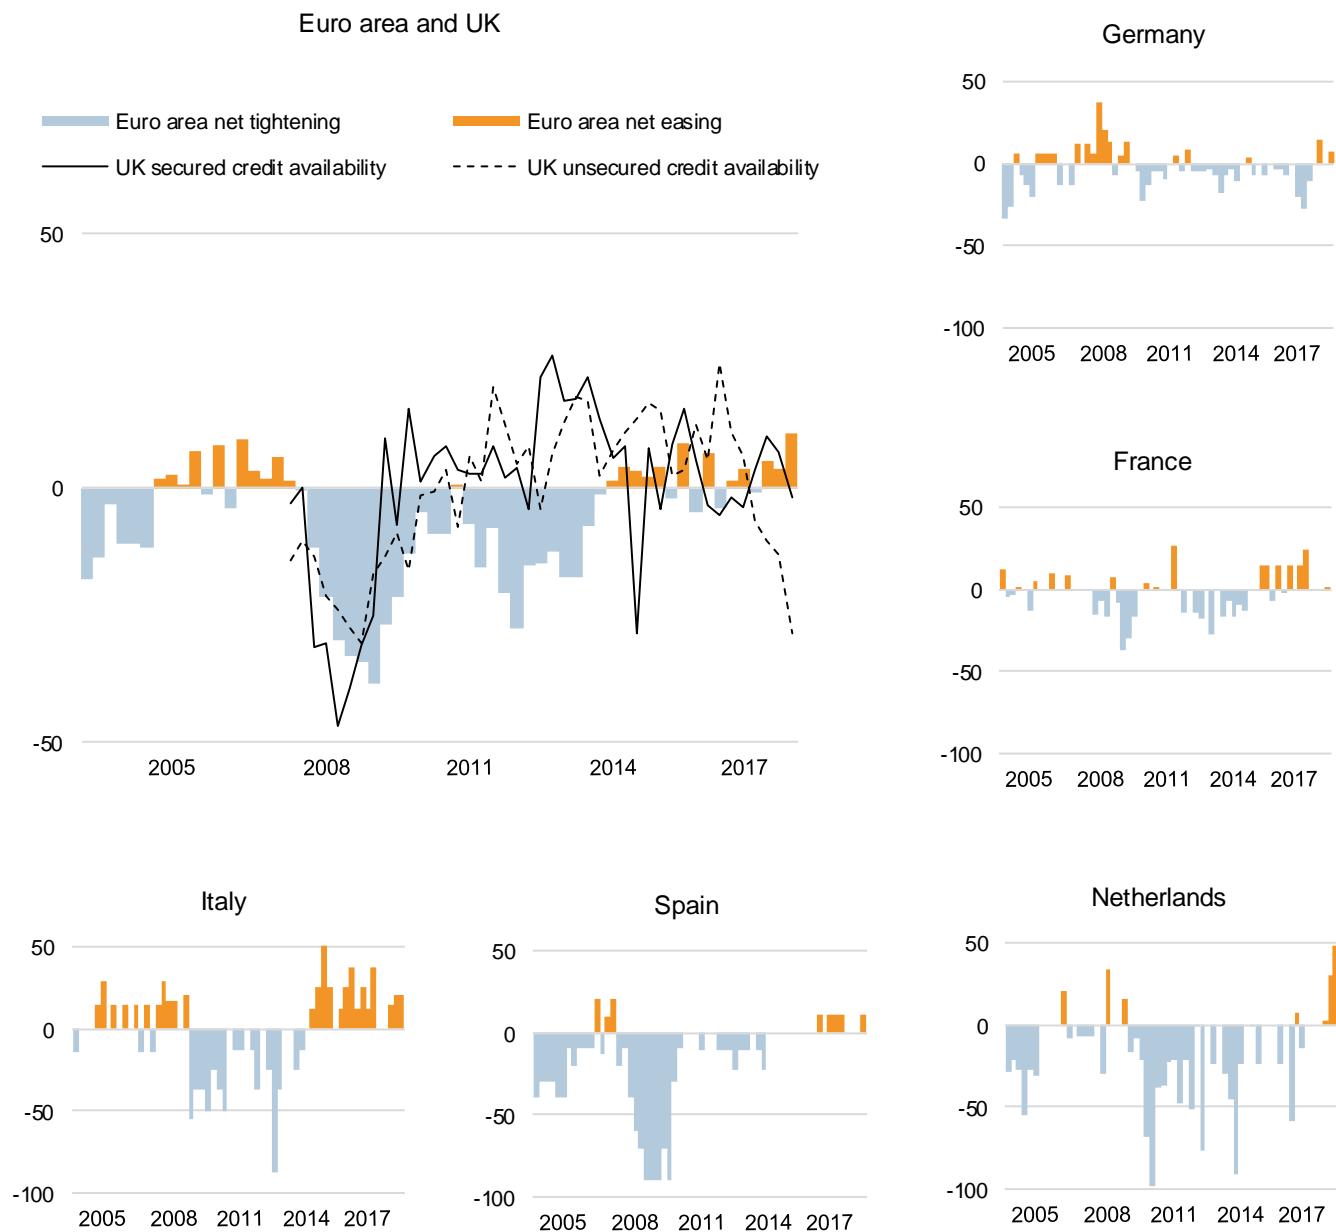 Euro area and UK
Euro area net tightening
Euro area net easing
UK secured credit availability
UK unsecured credit availability
50
0
-50
2005 2008 2011 2014 2017
Germany
50
0
-50
-100
2005 2008 2011 2014 2017
France
50
0
-50
-100
2005 2008 2011 2014 2017
Italy
50
0
-50
-100
2005 2008 2011 2014 2017
Spain
50
0
-50
-100
2005 2008 2011 2014 2017
Netherlands
50
0
-50
-100
2005 2008 2011 2014 2017